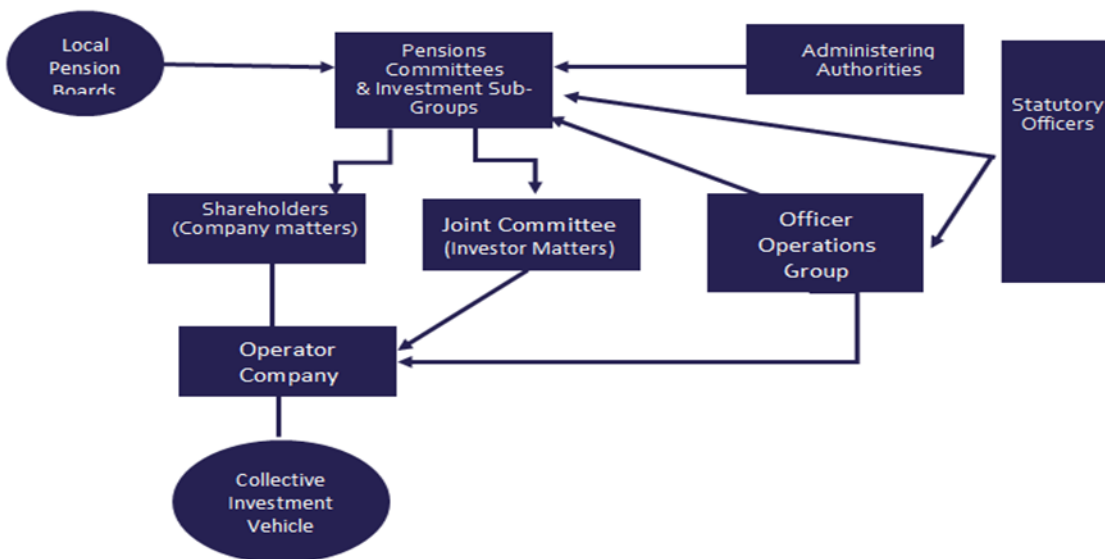 Local
Pension
Boards
Pensions
Committees
& Investment Sub-
Groups
Administering
Authorities
Statutory
Officers
Shareholders
(Company matters)
Joint Committee
(Investor Matters)
Officer
Operations
Group
Operator
Company
Collective
Investment
Vehicle